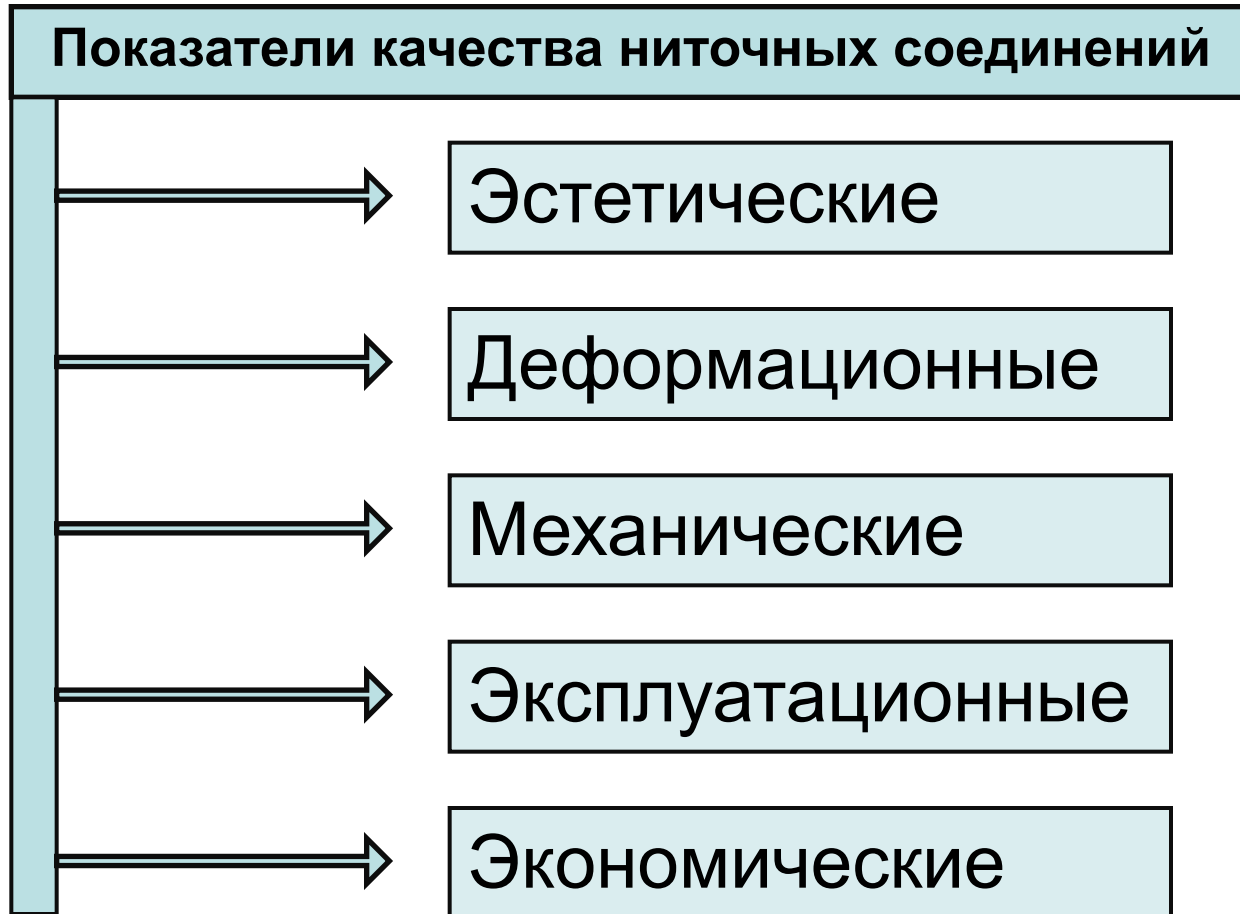 Показатели качества ниточных соединений
Эстетические
Деформационные
Механические
Эксплуатационные
Экономические